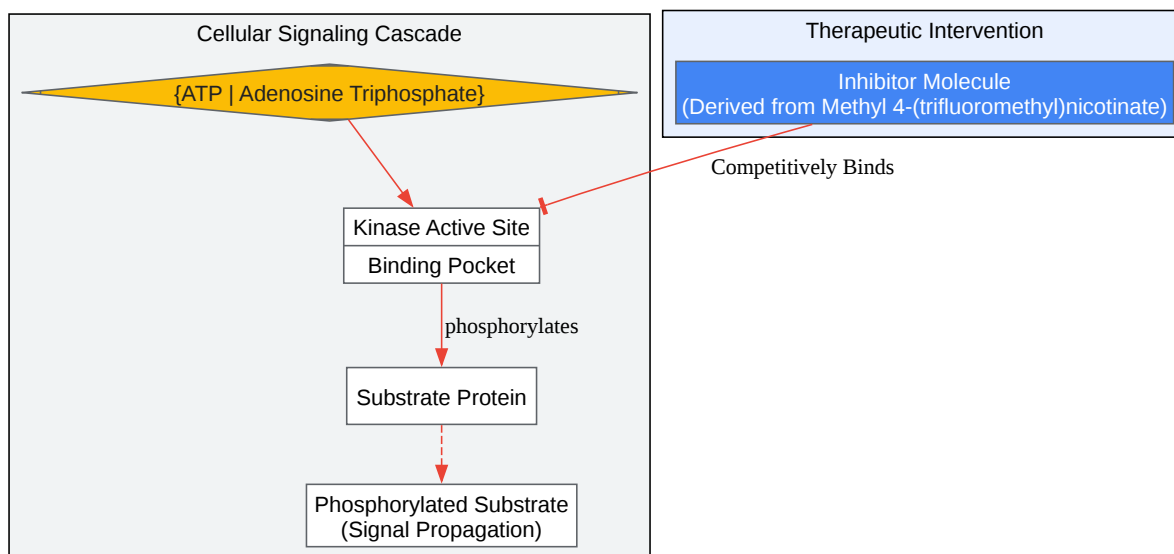 Cellular Signaling Cascade
{ATP | Adenosine Triphosphate}
Kinase Active Site
Binding Pocket
phosphorylates
Substrate Protein
Phosphorylated Substrate
(Signal Propagation)
Therapeutic Intervention
Inhibitor Molecule
(Derived from Methyl 4-(trifluoromethyl)nicotinate)
Competitively Binds